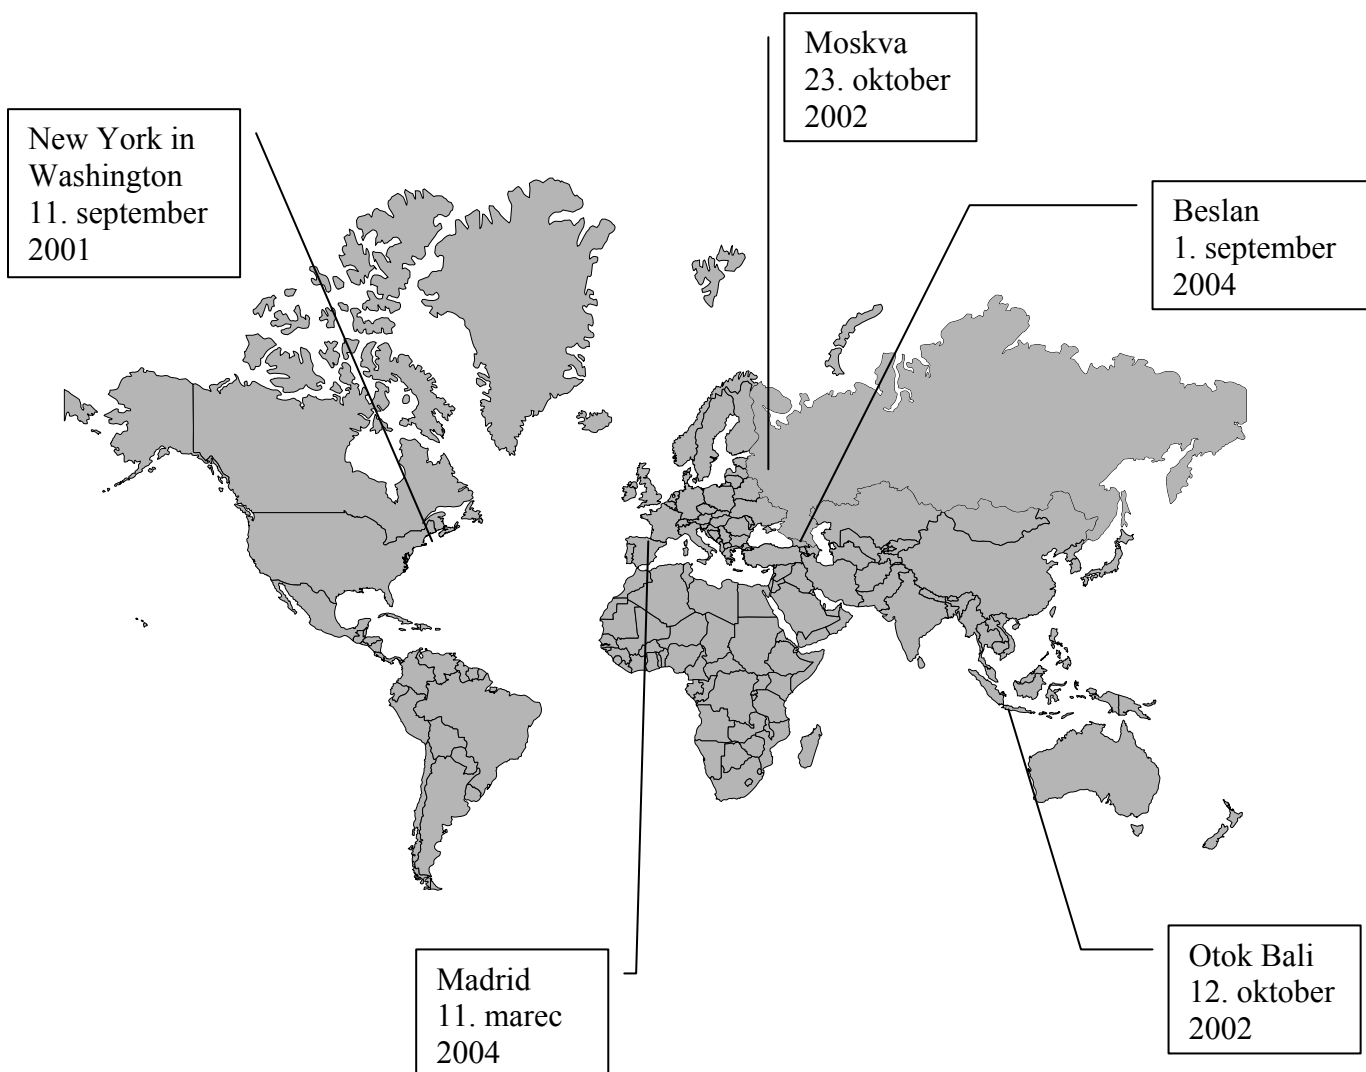 Moskva
23. oktober
2002
New York in
Washington
11. september
2001
Beslan
1. september
2004
Otok Bali
12. oktober
2002
Madrid
11. marec
2004